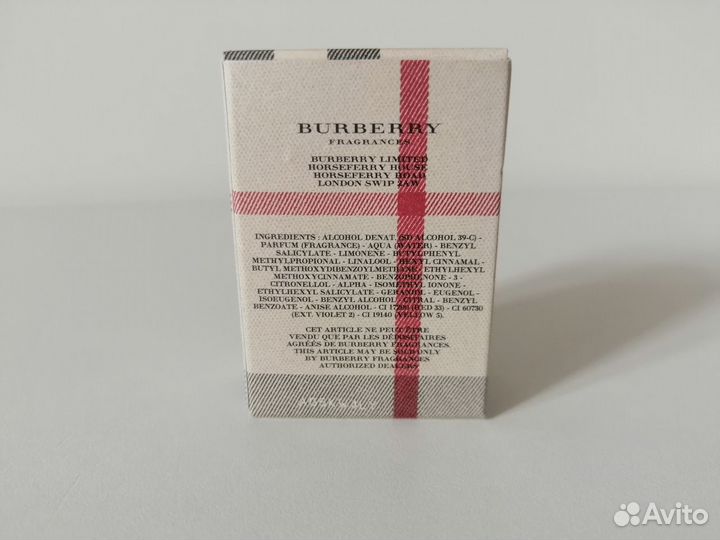 BURBERRY
FRAGRANCES
BURBERRY LIMITED
HORSEFERRY HOUSE
HORSEFERRY ROAD
LONDON SW1P 2AW
INGREDIENTS : ALCOHOL DENAT. (SD ALCOHOL 39-C) -
PARFUM (FRAGRANCE) - AQUA (WATER) - BENZYL
SALICYLATE - LIMONENE - BUTYLPHENYL
METHYLPROPIONAL - LINALOOL - HEXYL CINNAMAL -
BUTYL METHOXYDIBENZOYLMETHANE - ETHYLHEXYL
METHOXYCINNAMATE - BENZOPHENONE - 3 -
CITRONELLOL - ALPHA - ISOMETHYL IONONE -
ETHYLHEXYL SALICYLATE - GERANIOL - EUGENOL -
ISOEUGENOL - BENZYL ALCOHOL - CITRAL - BENZYL
BENZOATE - ANISE ALCOHOL - CI 17200 (RED 33) - CI 60730
(EXT. VIOLET 2) - CI 19140 (YELLOW 5).
CET ARTICLE NE PEUT ÊTRE
VENDU QUE PAR LES DÉPOSITAIRES
AGRÉÉS DE BURBERRY FRAGRANCES.
THIS ARTICLE MAY BE SOLD ONLY
BY BURBERRY FRAGRANCES
AUTHORIZED DEALERS
Avito